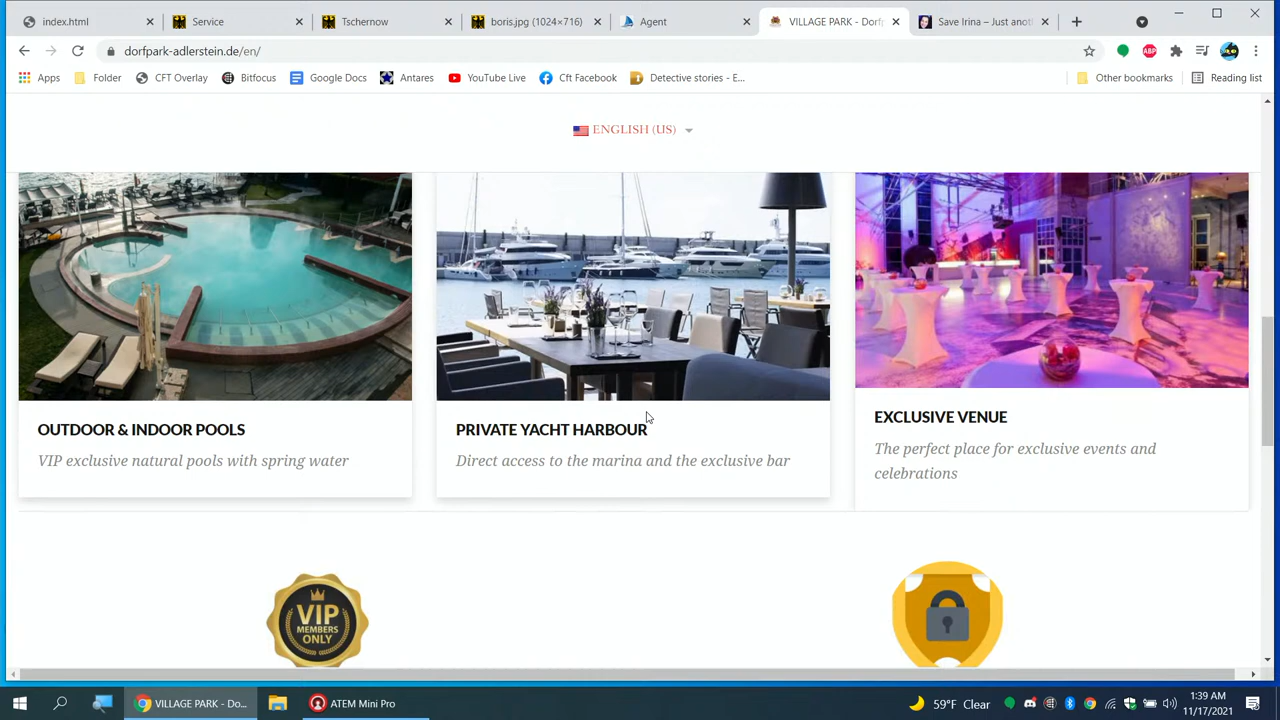 index.html
Service
Tschernow
boris.jpg (1024×716)
Agent
VILLAGE PARK - Dorf
Save Irina – Just anot
dorfpark-adlerstein.de/en/
ABP
Apps
Folder
CFT Overlay
Bitfocus
Google Docs
Antares
YouTube Live
Cft Facebook
Detective stories - E...
Other bookmarks
Reading list
ENGLISH (US)
OUTDOOR & INDOOR POOLS
VIP exclusive natural pools with spring water
PRIVATE YACHT HARBOUR
Direct access to the marina and the exclusive bar
EXCLUSIVE VENUE
The perfect place for exclusive events and
celebrations
VIP
MEMBERS
ONLY
VILLAGE PARK - Do...
ATEM Mini Pro
59°F Clear
1:39 AM
11/17/2021